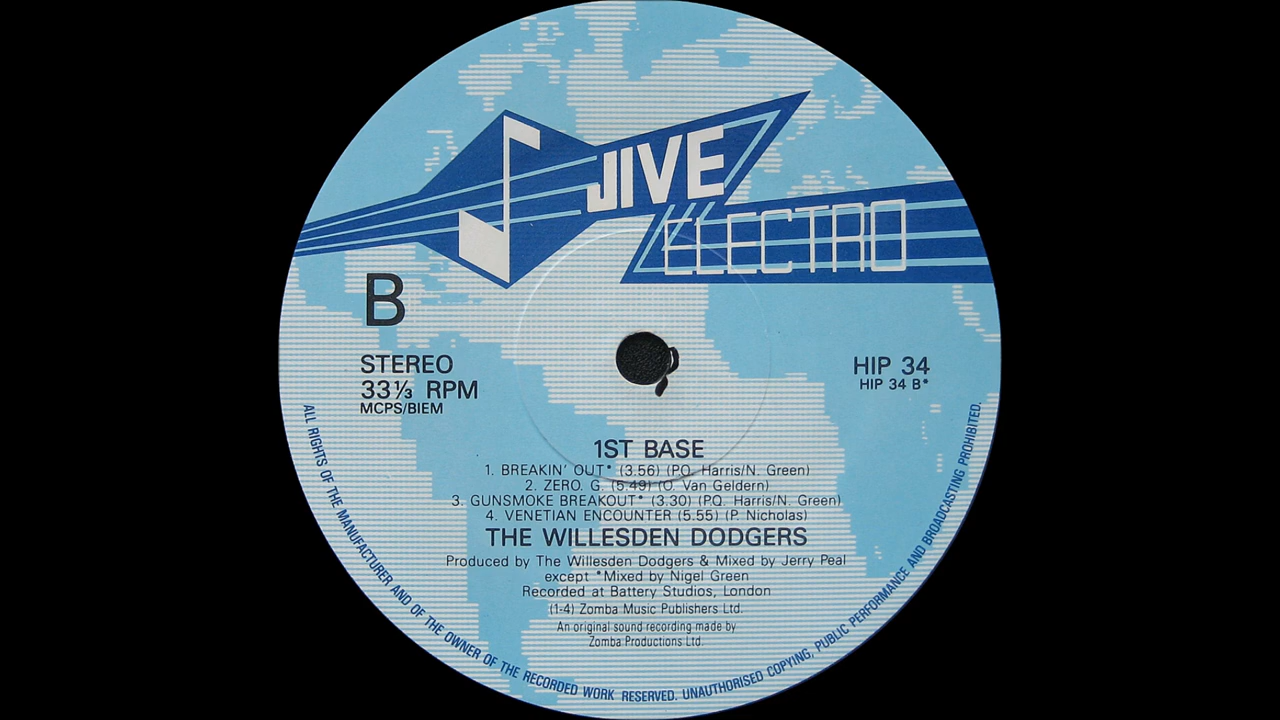 JIVE
ELECTRO
B
STEREO
33⅓ RPM
MCPS/BIEM
HIP 34
HIP 34 B*
1ST BASE
1. BREAKIN' OUT* (3.56) (P.Q. Harris/N. Green)
2. ZERO. G. (5.49) (O. Van Geldern)
3. GUNSMOKE BREAKOUT* (3.30) (P.Q. Harris/N. Green)
4. VENETIAN ENCOUNTER (5.55) (P. Nicholas)
THE WILLESDEN DODGERS
Produced by The Willesden Dodgers & Mixed by Jerry Peal
except *Mixed by Nigel Green
Recorded at Battery Studios, London
(1-4) Zomba Music Publishers Ltd.
An original sound recording made by
Zomba Productions Ltd.
ALL RIGHTS OF THE MANUFACTURER AND OF THE OWNER OF THE RECORDED WORK RESERVED. UNAUTHORISED COPYING, PUBLIC PERFORMANCE AND BROADCASTING PROHIBITED.